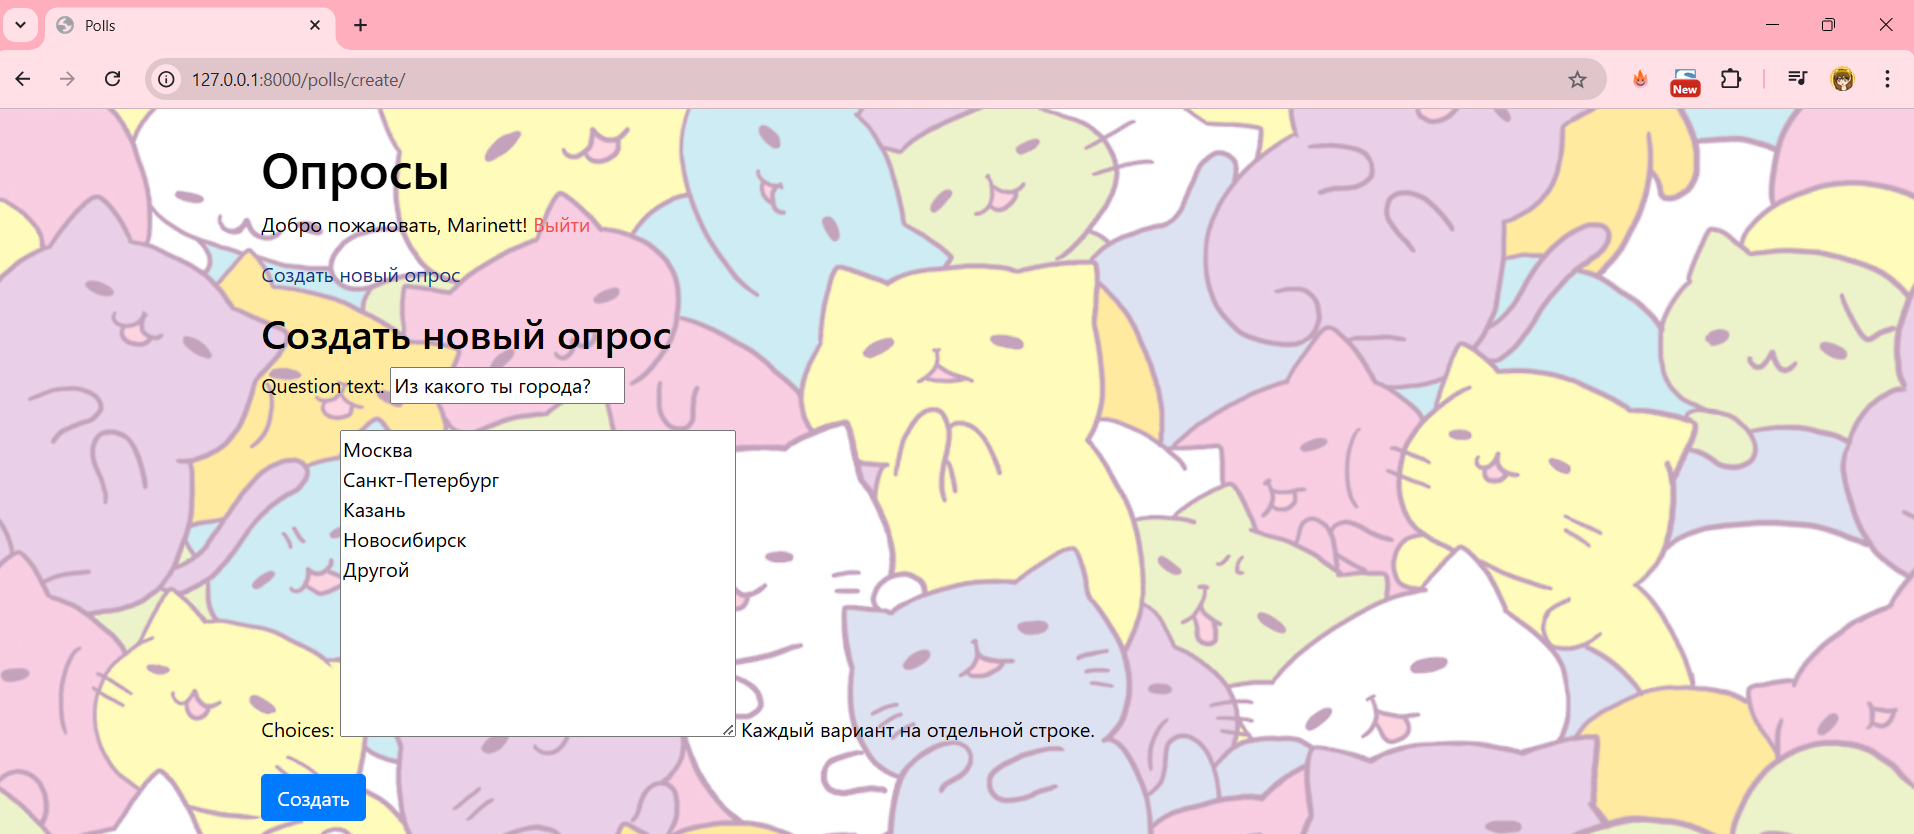 Polls
127.0.0.1:8000/polls/create/
New
Опросы
Добро пожаловать, Marinett! Выйти
Создать новый опрос
Создать новый опрос
Question text: Из какого ты города?
Москва
Санкт-Петербург
Казань
Новосибирск
Другой
Choices: Каждый вариант на отдельной строке.
Создать